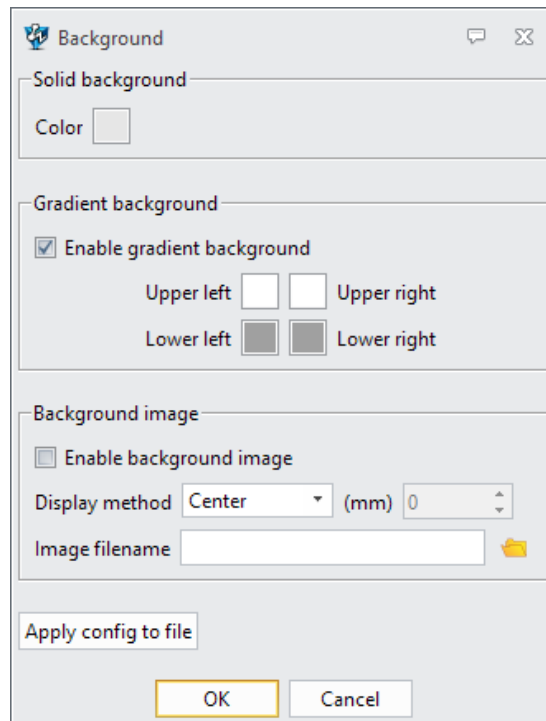 Background
Solid background
Color
Gradient background
Enable gradient background
Upper left Upper right
Lower left Lower right
Background image
Enable background image
Display method Center (mm) 0
Image filename
Apply config to file
OK Cancel